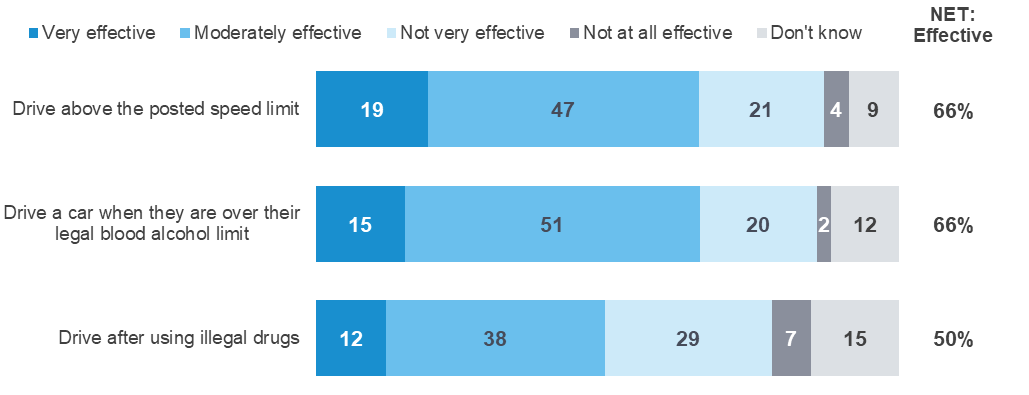 NET:
Effective
Very effective Moderately effective Not very effective Not at all effective Don't know
Drive above the posted speed limit 19 47 21 4 9 66%
Drive a car when they are over their
legal blood alcohol limit 15 51 20 2 12 66%
Drive after using illegal drugs 12 38 29 7 15 50%